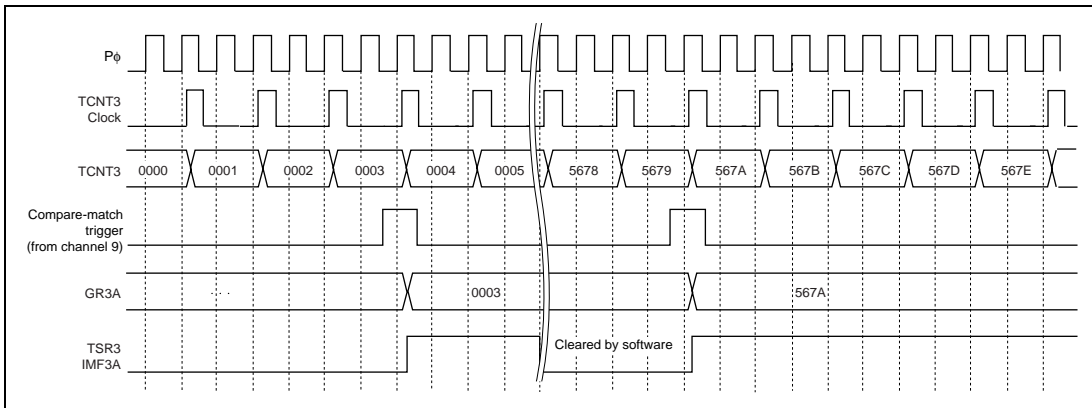 Pϕ
TCNT3
Clock
TCNT3 0000 0001 0002 0003 0004 0005 5678 5679 567A 567B 567C 567D 567E
Compare-match
trigger
(from channel 9)
GR3A .... 0003 567A
TSR3
IMF3A
Cleared by software